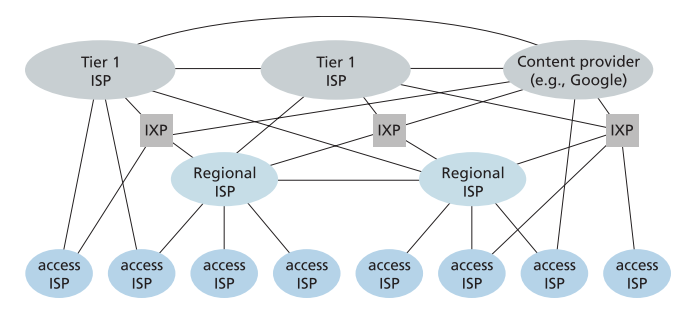 Tier 1
ISP
Tier 1
ISP
Content provider
(e.g., Google)
IXP
IXP
IXP
Regional
ISP
Regional
ISP
access
ISP
access
ISP
access
ISP
access
ISP
access
ISP
access
ISP
access
ISP
access
ISP